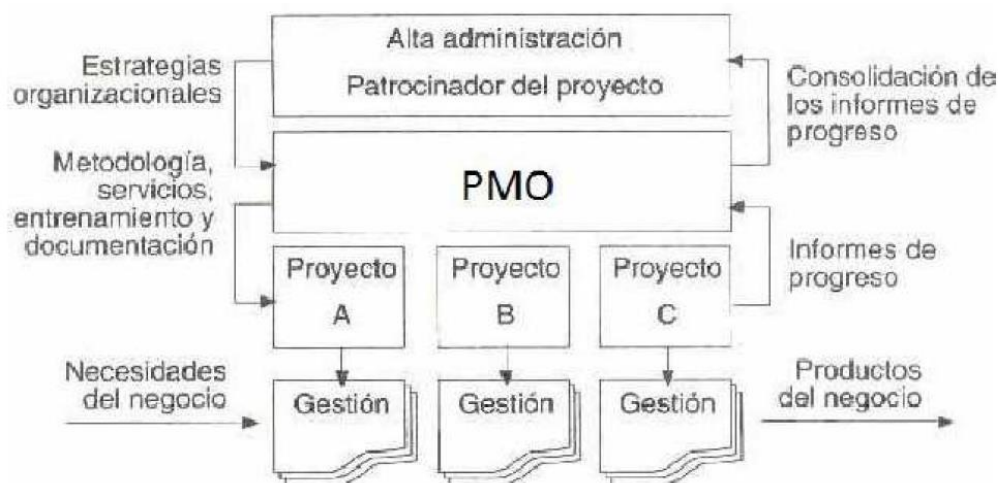 Alta administración
Patrocinador del proyecto
Estrategias
organizacionales
Consolidación de
los informes de
progreso
PMO
Metodología,
servicios,
entrenamiento y
documentación
Proyecto
A
Proyecto
B
Proyecto
C
Informes de
progreso
Necesidades
del negocio
Gestión
Gestión
Gestión
Productos
del negocio